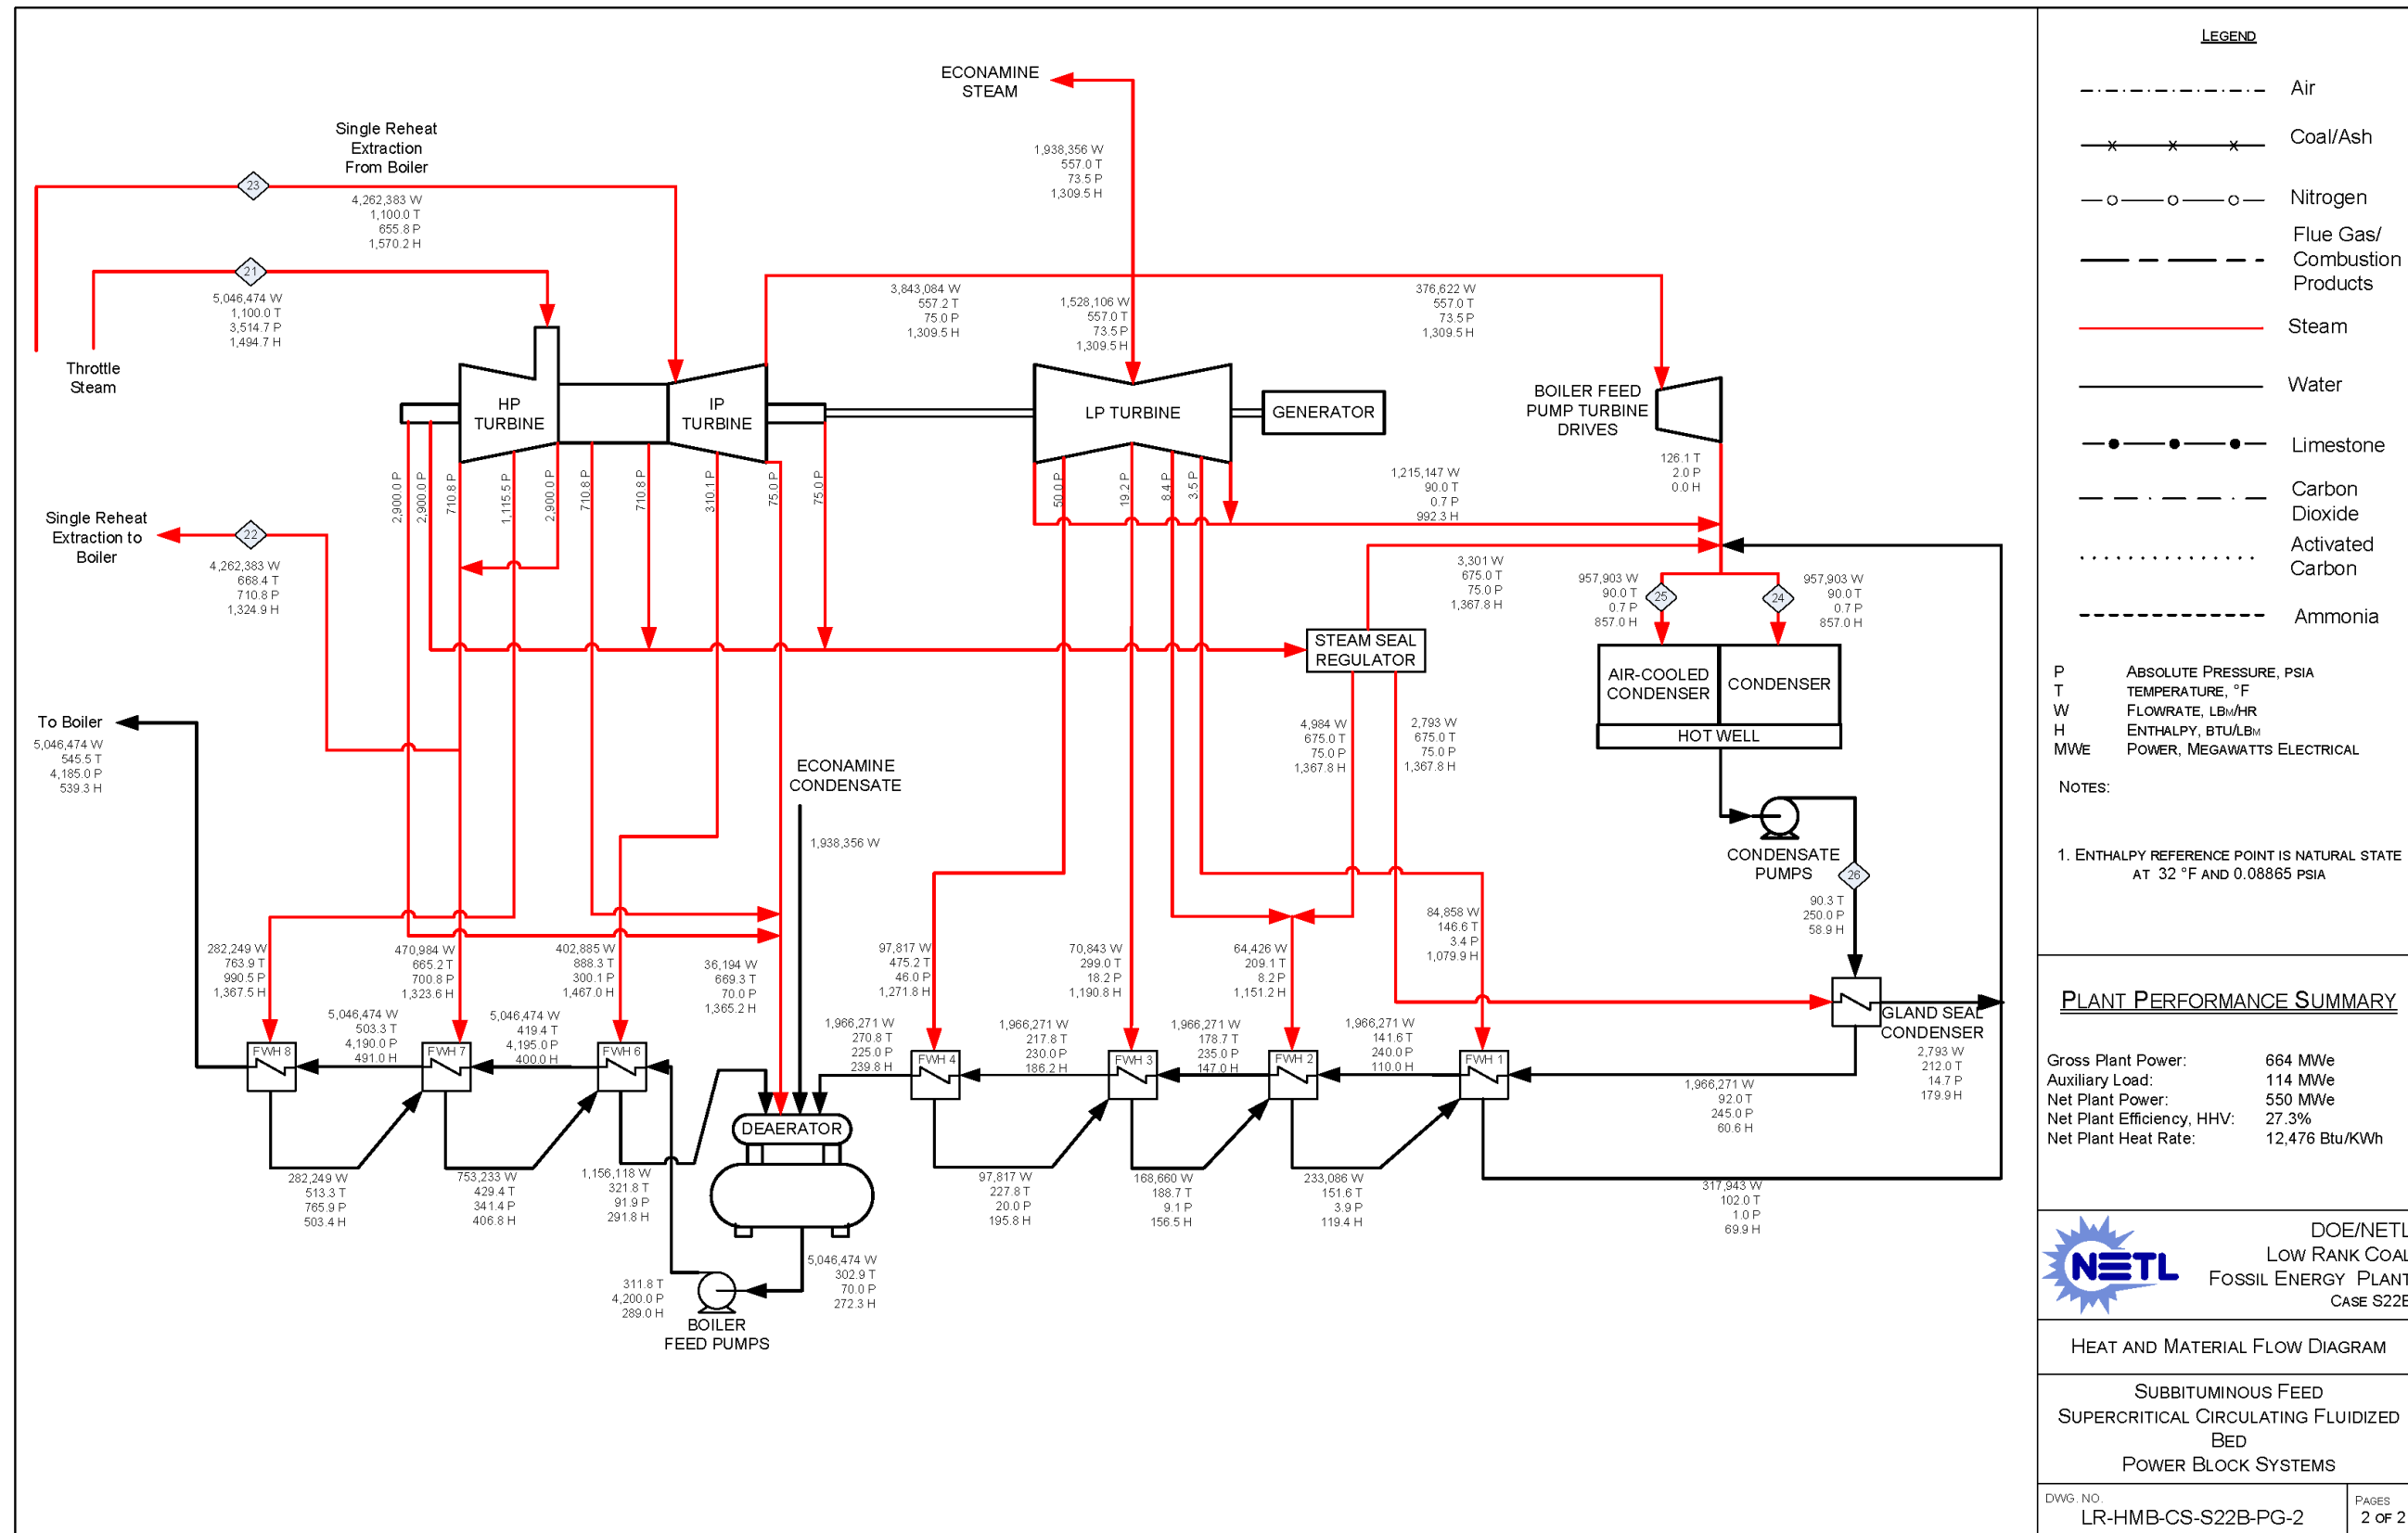 ECONAMINE
STEAM
1,938,356 W
557.0 T
73.5 P
1,309.5 H
Single Reheat
Extraction
From Boiler
23
4,262,383 W
1,100.0 T
655.8 P
1,570.2 H
21
5,046,474 W
1,100.0 T
3,514.7 P
1,494.7 H
Throttle
Steam
3,843,084 W
557.2 T
75.0 P
1,309.5 H
1,528,106 W
557.0 T
73.5 P
1,309.5 H
376,622 W
557.0 T
73.5 P
1,309.5 H
HP
TURBINE
IP
TURBINE
LP TURBINE
GENERATOR
BOILER FEED
PUMP TURBINE
DRIVES
126.1 T
2.0 P
0.0 H
2,900.0 P
2,900.0 P
710.8 P
1,115.5 P
2,900.0 P
710.8 P
710.8 P
310.1 P
75.0 P
75.0 P
50.0 P
19.2 P
8.4 P
3.5 P
1,215,147 W
90.0 T
0.7 P
992.3 H
Single Reheat
Extraction to
Boiler
22
4,262,383 W
668.4 T
710.8 P
1,324.9 H
3,301 W
675.0 T
75.0 P
1,367.8 H
957,903 W
90.0 T
0.7 P
857.0 H
25
24
957,903 W
90.0 T
0.7 P
857.0 H
STEAM SEAL
REGULATOR
AIR-COOLED
CONDENSER
CONDENSER
HOT WELL
4,984 W
675.0 T
75.0 P
1,367.8 H
2,793 W
675.0 T
75.0 P
1,367.8 H
To Boiler
5,046,474 W
545.5 T
4,185.0 P
539.3 H
ECONAMINE
CONDENSATE
1,938,356 W
CONDENSATE
PUMPS
26
90.3 T
250.0 P
58.9 H
282,249 W
763.9 T
990.5 P
1,367.5 H
470,984 W
665.2 T
700.8 P
1,323.6 H
402,885 W
888.3 T
300.1 P
1,467.0 H
36,194 W
669.3 T
70.0 P
1,365.2 H
97,817 W
475.2 T
46.0 P
1,271.8 H
70,843 W
299.0 T
18.2 P
1,190.8 H
64,426 W
209.1 T
8.2 P
1,151.2 H
84,858 W
146.6 T
3.4 P
1,079.9 H
5,046,474 W
503.3 T
4,190.0 P
491.0 H
5,046,474 W
419.4 T
4,195.0 P
400.0 H
1,966,271 W
270.8 T
225.0 P
239.8 H
1,966,271 W
217.8 T
230.0 P
186.2 H
1,966,271 W
178.7 T
235.0 P
147.0 H
1,966,271 W
141.6 T
240.0 P
110.0 H
FWH 8
FWH 7
FWH 6
FWH 4
FWH 3
FWH 2
FWH 1
GLAND SEAL
CONDENSER
2,793 W
212.0 T
14.7 P
179.9 H
1,966,271 W
92.0 T
245.0 P
60.6 H
DEAERATOR
282,249 W
513.3 T
765.9 P
503.4 H
753,233 W
429.4 T
341.4 P
406.8 H
1,156,118 W
321.8 T
91.9 P
291.8 H
97,817 W
227.8 T
20.0 P
195.8 H
168,660 W
188.7 T
9.1 P
156.5 H
233,086 W
151.6 T
3.9 P
119.4 H
317,943 W
102.0 T
1.0 P
69.9 H
5,046,474 W
302.9 T
70.0 P
272.3 H
311.8 T
4,200.0 P
289.0 H
BOILER
FEED PUMPS
LEGEND
Air
Coal/Ash
Nitrogen
Flue Gas/
Combustion
Products
Steam
Water
Limestone
Carbon
Dioxide
Activated
Carbon
Ammonia
P ABSOLUTE PRESSURE, PSIA
T TEMPERATURE, °F
W FLOWRATE, LBM/HR
H ENTHALPY, BTU/LBM
MWE POWER, MEGAWATTS ELECTRICAL
NOTES:
1. ENTHALPY REFERENCE POINT IS NATURAL STATE
AT 32 °F AND 0.08865 PSIA
PLANT PERFORMANCE SUMMARY
Gross Plant Power: 664 MWe
Auxiliary Load: 114 MWe
Net Plant Power: 550 MWe
Net Plant Efficiency, HHV: 27.3%
Net Plant Heat Rate: 12,476 Btu/KWh
NETL
DOE/NETL
LOW RANK COAL
FOSSIL ENERGY PLANT
CASE S22B
HEAT AND MATERIAL FLOW DIAGRAM
SUBBITUMINOUS FEED
SUPERCRITICAL CIRCULATING FLUIDIZED
BED
POWER BLOCK SYSTEMS
DWG. NO.
LR-HMB-CS-S22B-PG-2
PAGES
2 OF 2